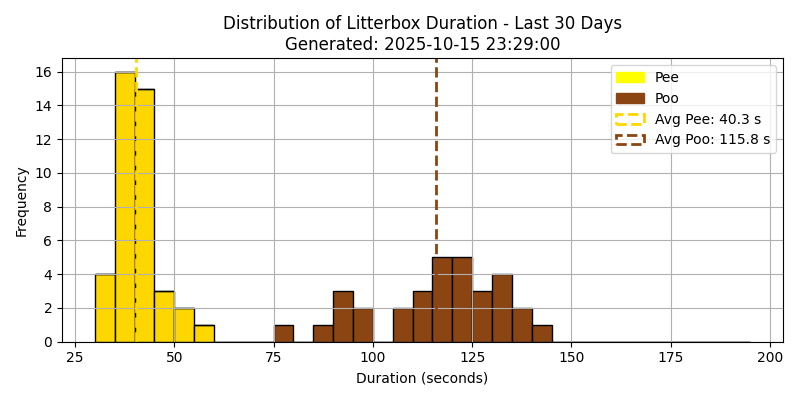 Distribution of Litterbox Duration - Last 30 Days
Generated: 2025-10-15 23:29:00
Pee
Poo
Avg Pee: 40.3 s
Avg Poo: 115.8 s
Frequency
16
14
12
10
8
6
4
2
0
25 50 75 100 125 150 175 200
Duration (seconds)